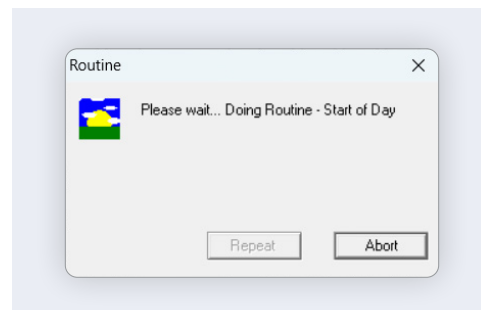 Routine
Please wait... Doing Routine - Start of Day
Repeat
Abort